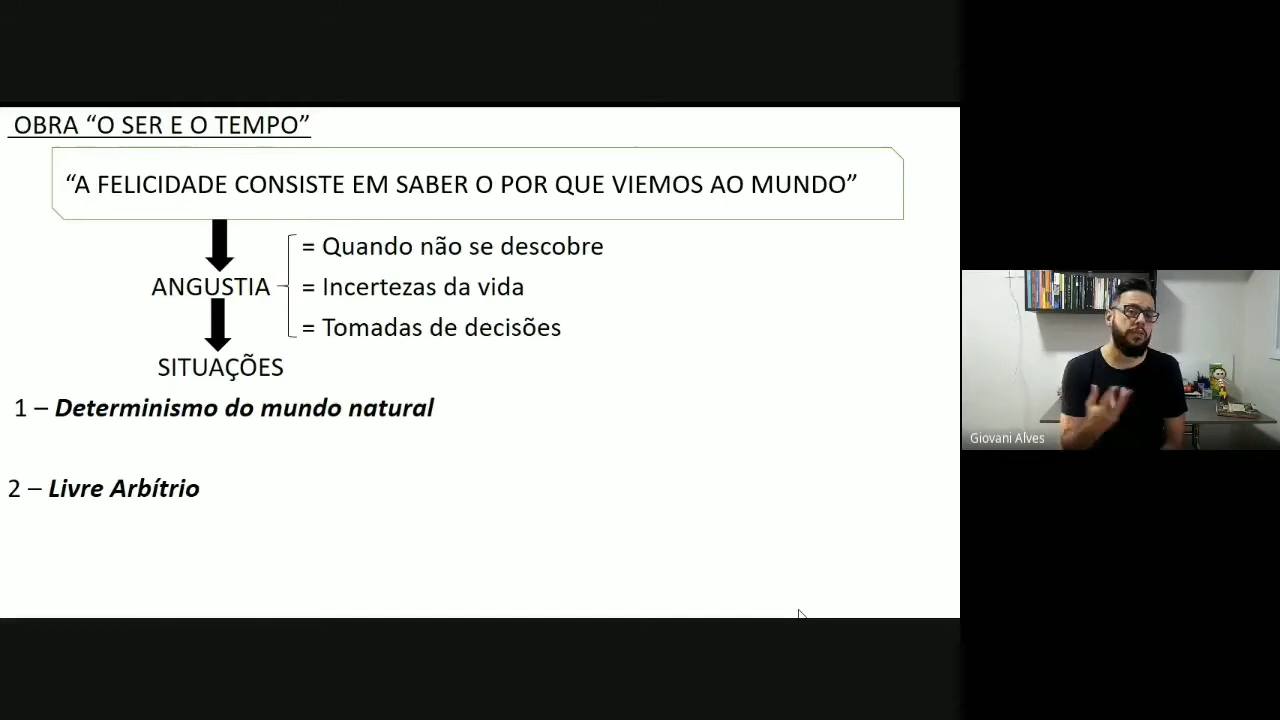 OBRA “O SER E O TEMPO”
“A FELICIDADE CONSISTE EM SABER O POR QUE VIEMOS AO MUNDO”
= Quando não se descobre
ANGUSTIA
= Incertezas da vida
= Tomadas de decisões
SITUAÇÕES
1 – Determinismo do mundo natural
2 – Livre Arbítrio
Giovani Alves